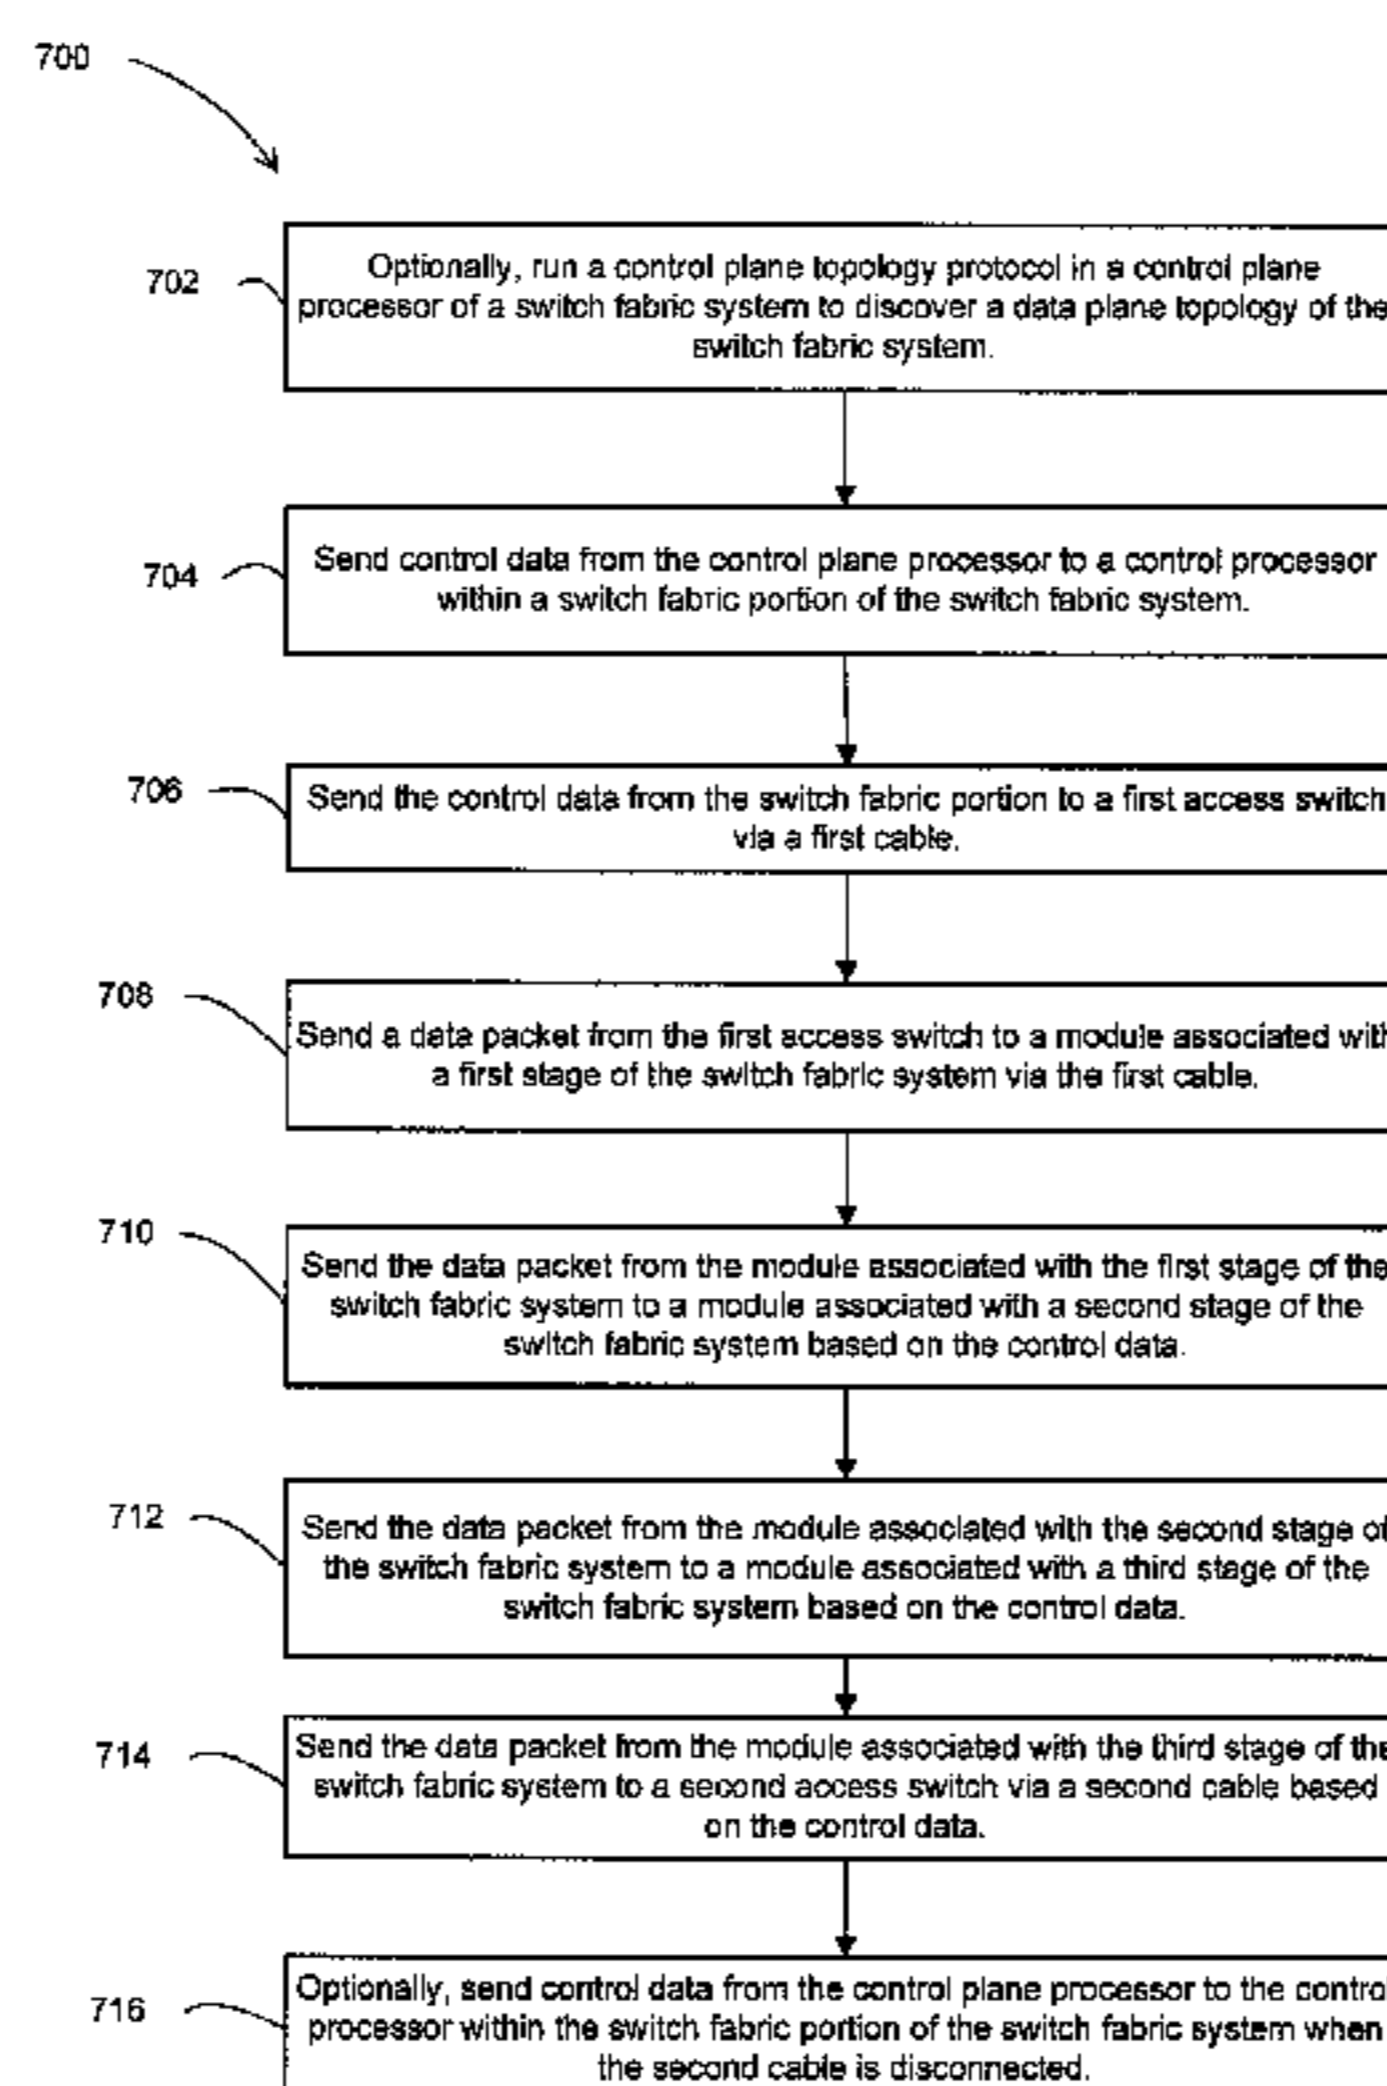 700
702
Optionally, run a control plane topology protocol in a control plane
processor of a switch fabric system to discover a data plane topology of the
switch fabric system.
704
Send control data from the control plane processor to a control processor
within a switch fabric portion of the switch fabric system.
706
Send the control data from the switch fabric portion to a first access switch
via a first cable.
708
Send a data packet from the first access switch to a module associated with
a first stage of the switch fabric system via the first cable.
710
Send the data packet from the module associated with the first stage of the
switch fabric system to a module associated with a second stage of the
switch fabric system based on the control data.
712
Send the data packet from the module associated with the second stage of
the switch fabric system to a module associated with a third stage of the
switch fabric system based on the control data.
714
Send the data packet from the module associated with the third stage of the
switch fabric system to a second access switch via a second cable based
on the control data.
716
Optionally, send control data from the control plane processor to the control
processor within the switch fabric portion of the switch fabric system when
the second cable is disconnected.